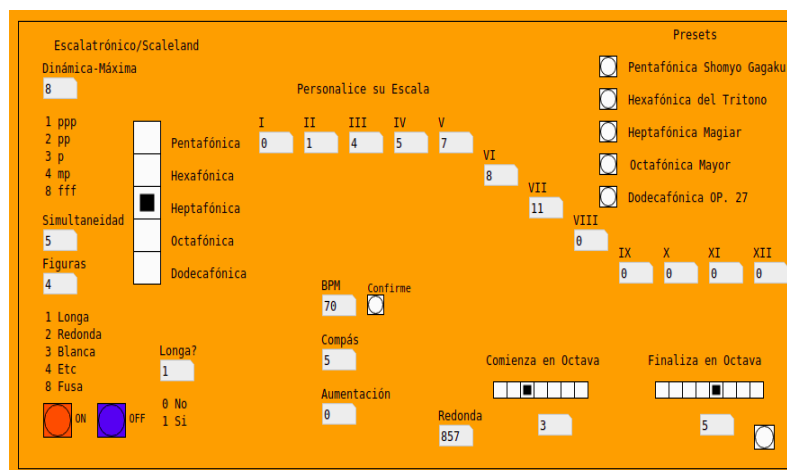 Presets
Escalatrónico/Scaleland
Dinámica-Máxima
8
Personalice su Escala
Pentafónica Shomyo Gagaku
Hexafónica del Tritono
Heptafónica Magiar
Octafónica Mayor
Dodecafónica OP. 27
1 ppp
2 pp
3 p
4 mp
8 fff
Pentafónica
Hexafónica
Heptafónica
Octafónica
Dodecafónica
I II III IV V
0 1 4 5 7
VI
8
VII
11
VIII
0
IX X XI XII
0 0 0 0
Simultaneidad
5
Figuras
4
BPM
70
Confirme
1 Longa
2 Redonda
3 Blanca
4 Etc
8 Fusa
Longa?
1
0 No
1 Si
ON
OFF
Compás
5
Aumentación
0
Redonda
857
Comienza en Octava
3
Finaliza en Octava
5